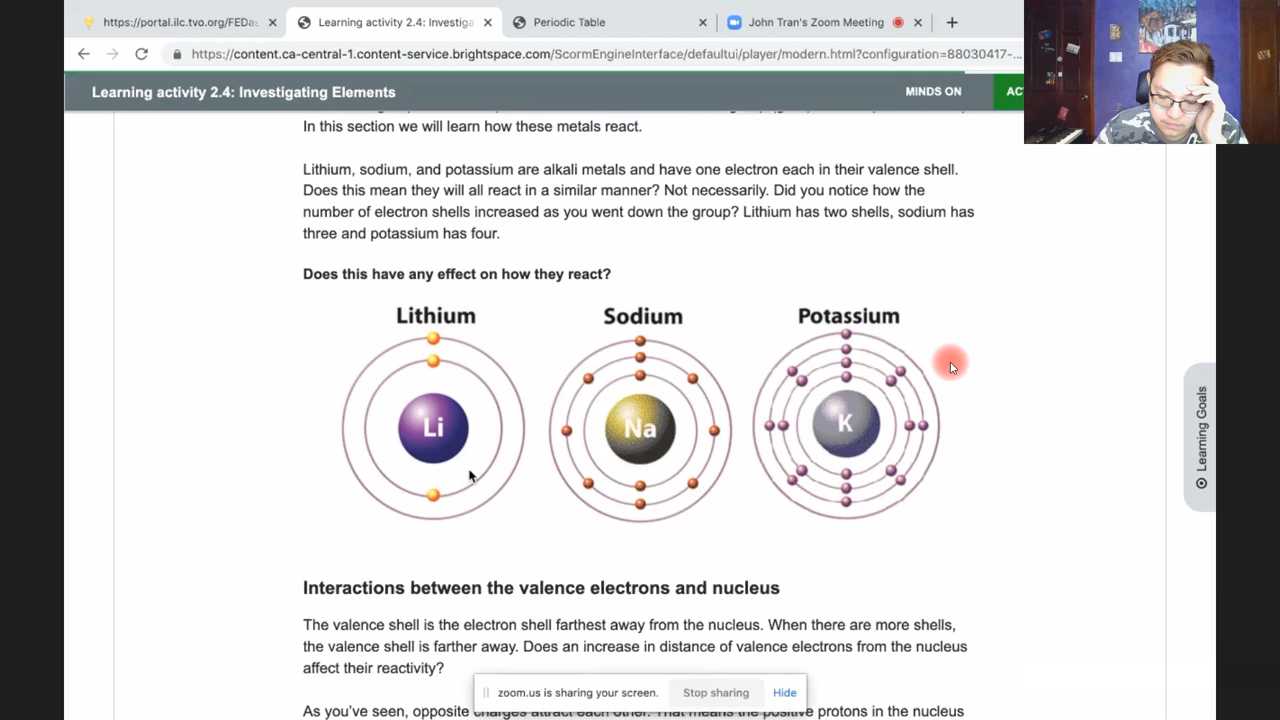 https://portal.ilc.tvo.org/FEDas
Learning activity 2.4: Investiga
Periodic Table
John Tran's Zoom Meeting
https://content.ca-central-1.content-service.brightspace.com/ScormEngineInterface/defaultui/player/modern.html?configuration=88030417-...
Learning activity 2.4: Investigating Elements
MINDS ON
AC
In this section we will learn how these metals react.
Lithium, sodium, and potassium are alkali metals and have one electron each in their valence shell.
Does this mean they will all react in a similar manner? Not necessarily. Did you notice how the
number of electron shells increased as you went down the group? Lithium has two shells, sodium has
three and potassium has four.
Does this have any effect on how they react?
Lithium
Sodium
Potassium
Li
Na
K
Learning Goals
Interactions between the valence electrons and nucleus
The valence shell is the electron shell farthest away from the nucleus. When there are more shells,
the valence shell is farther away. Does an increase in distance of valence electrons from the nucleus
affect their reactivity?
zoom.us is sharing your screen.
Stop sharing
Hide
As you've seen, opposite charges attract each other. That means the positive protons in the nucleus